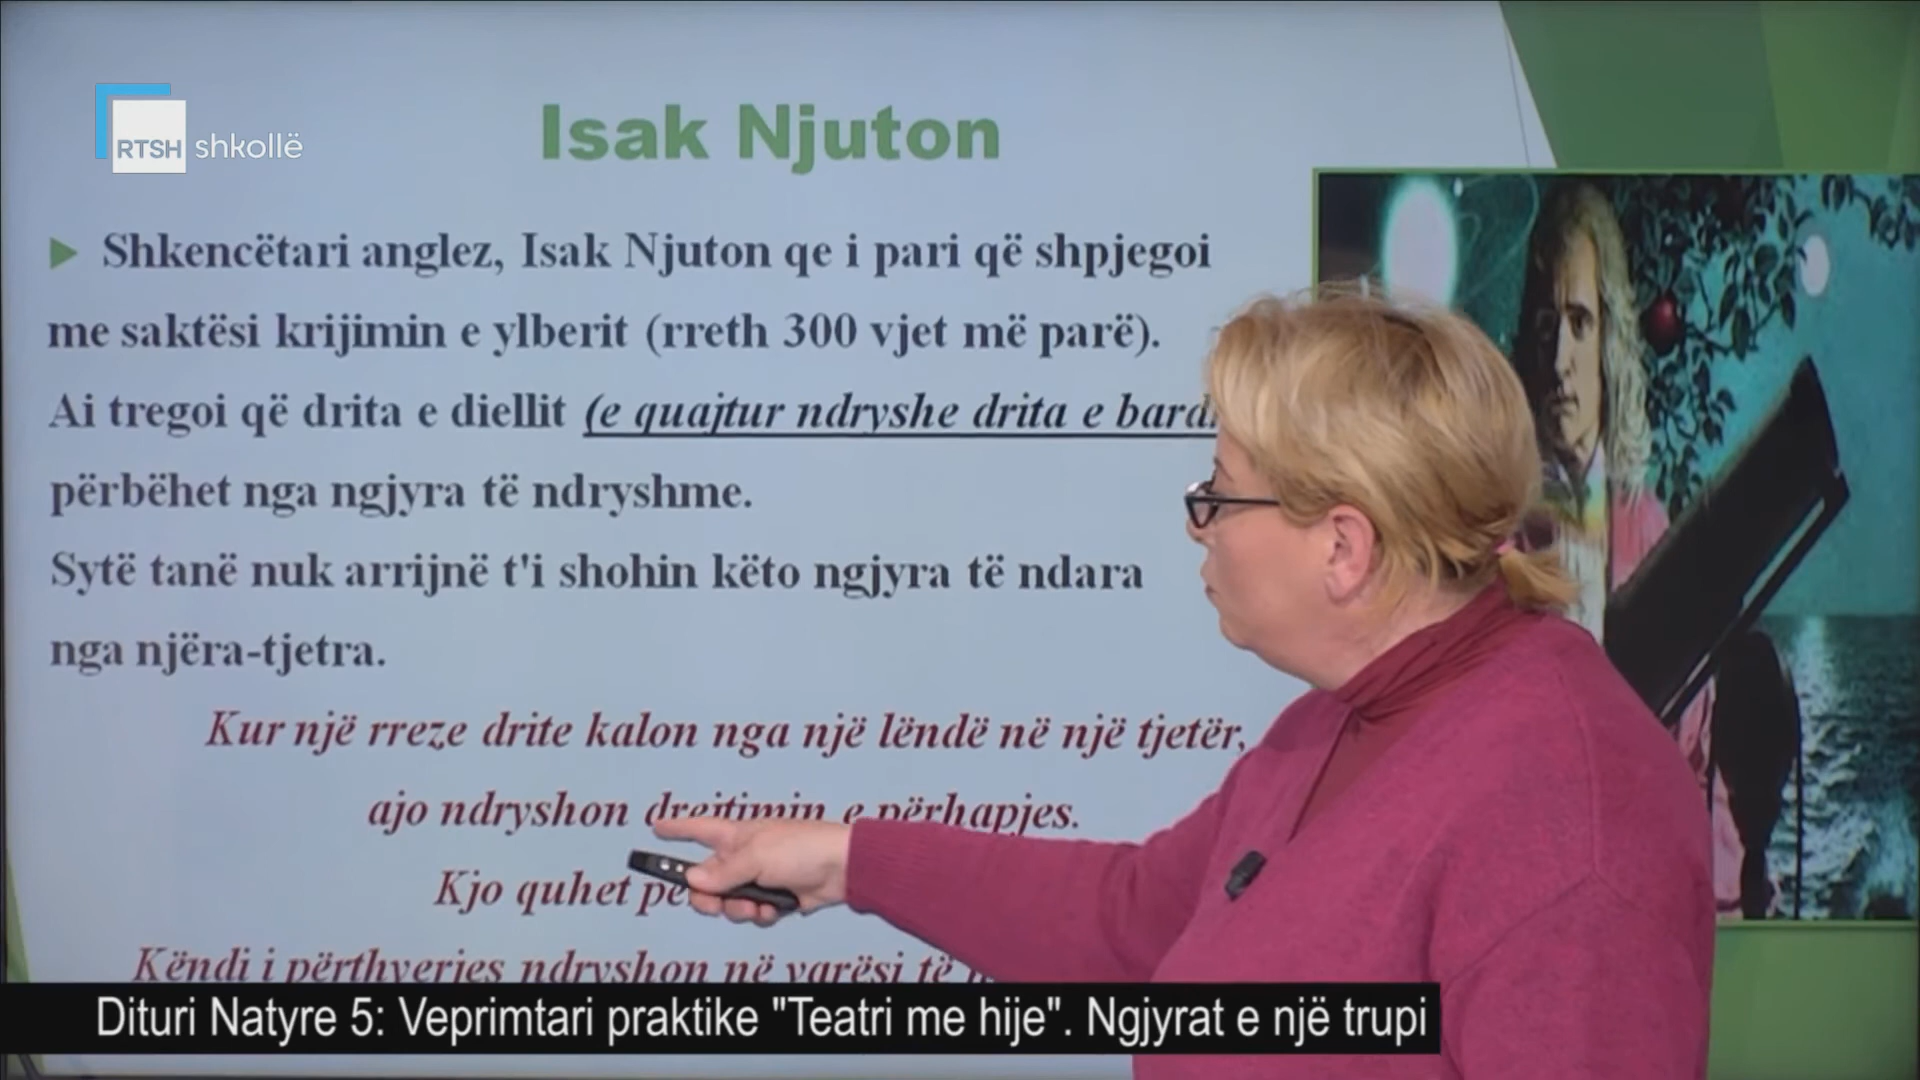 RTSH shkollë
Isak Njuton
Shkencëtari anglez, Isak Njuton qe i pari që shpjegoi
me saktësi krijimin e ylberit (rreth 300 vjet më parë).
Ai tregoi që drita e diellit (e quajtur ndryshe drita e
përbëhet nga ngjyra të ndryshme.
Sytë tanë nuk arrijnë t'i shohin këto ngjyra të ndara
nga njëra-tjetra.
Kur një rreze drite kalon nga një lëndë në një tjetër,
ajo ndryshon drejtimin e përhapjes.
Kjo quhet
Këndi i përthyerjes ndryshon në varësi të
Dituri Natyre 5: Veprimtari praktike "Teatri me hije". Ngjyrat e një trupi